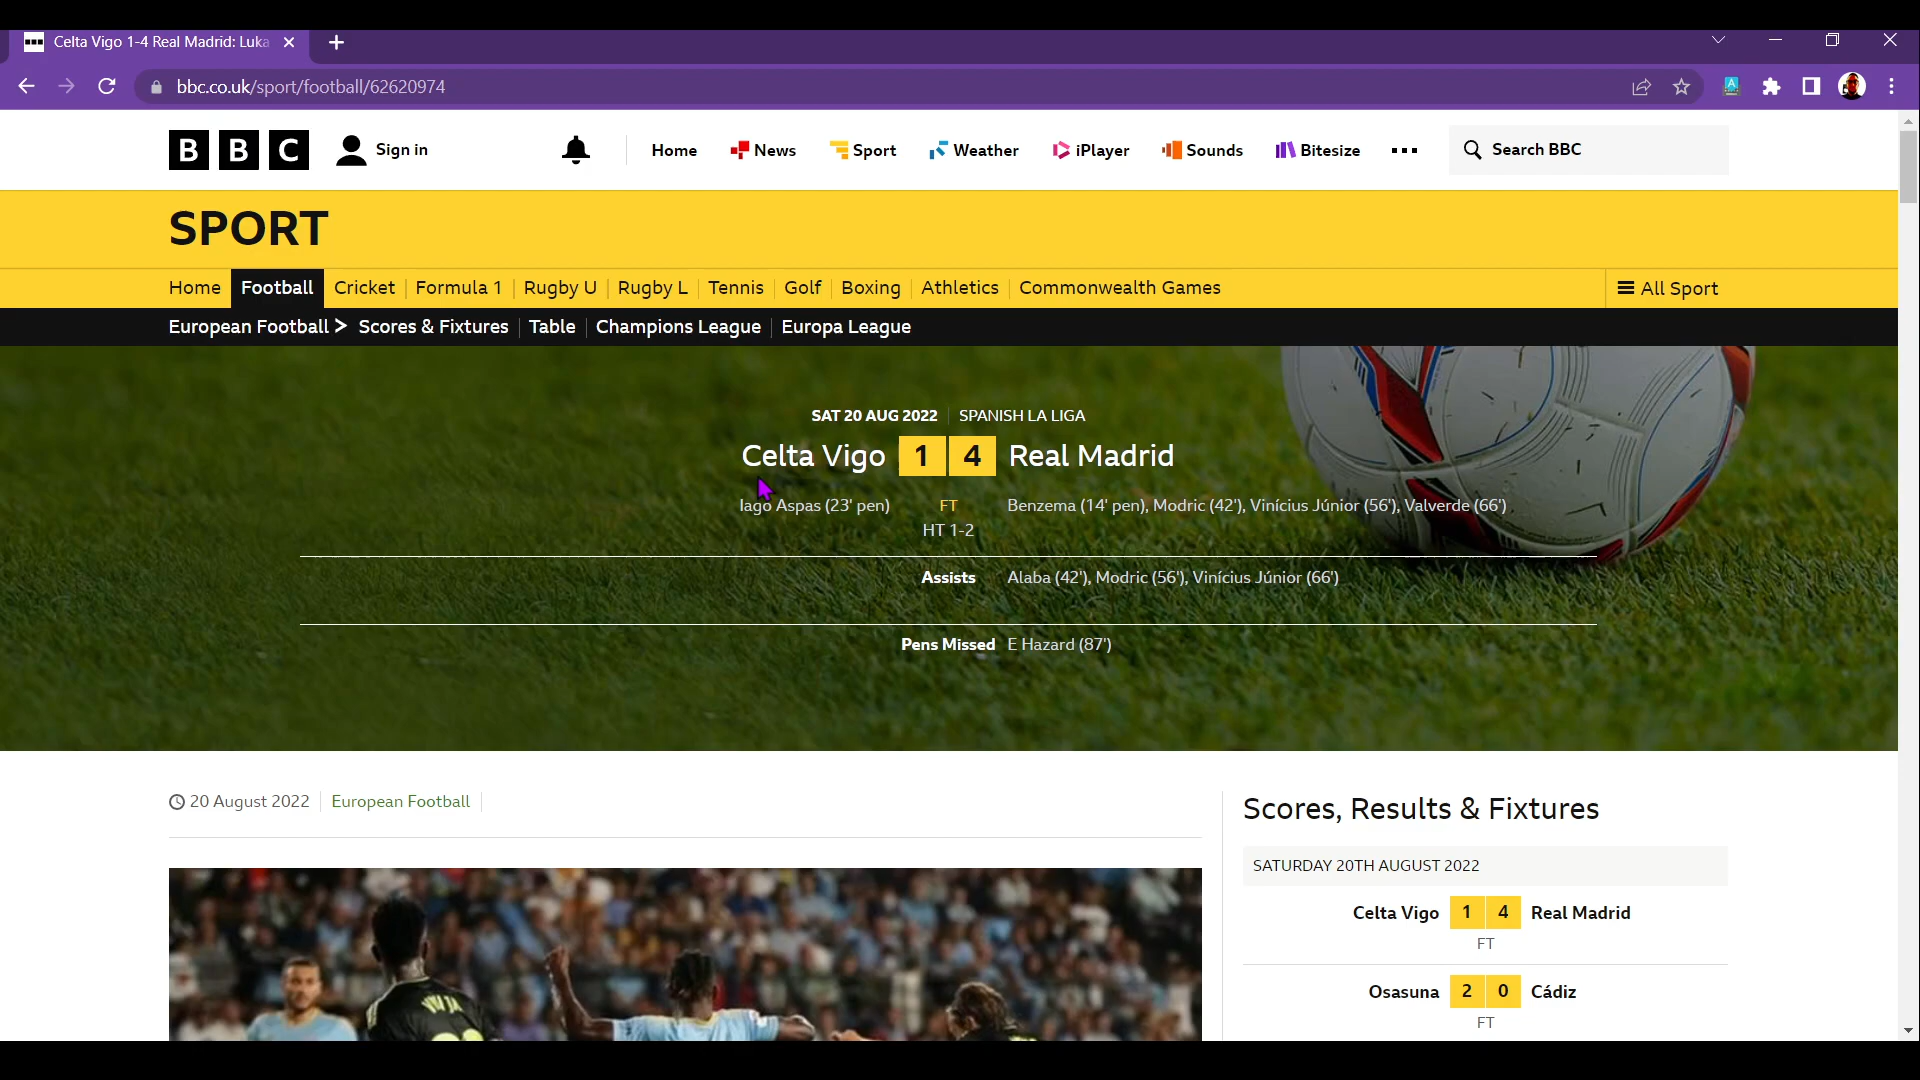 Celta Vigo 1-4 Real Madrid: Luka
bbc.co.uk/sport/football/62620974
BBC Sign in Home News Sport Weather iPlayer Sounds Bitesize Search BBC
SPORT
Home Football Cricket Formula 1 Rugby U Rugby L Tennis Golf Boxing Athletics Commonwealth Games All Sport
European Football Scores & Fixtures Table Champions League Europa League
SAT 20 AUG 2022 SPANISH LA LIGA
Celta Vigo 1 4 Real Madrid
Iago Aspas (23' pen) FT Benzema (14' pen), Modric (42'), Vinícius Júnior (56'), Valverde (66')
HT 1-2
Assists Alaba (42'), Modric (56'), Vinícius Júnior (66')
Pens Missed E Hazard (87')
20 August 2022 European Football
Scores, Results & Fixtures
SATURDAY 20TH AUGUST 2022
Celta Vigo 1 4 Real Madrid
FT
Osasuna 2 0 Cádiz
FT